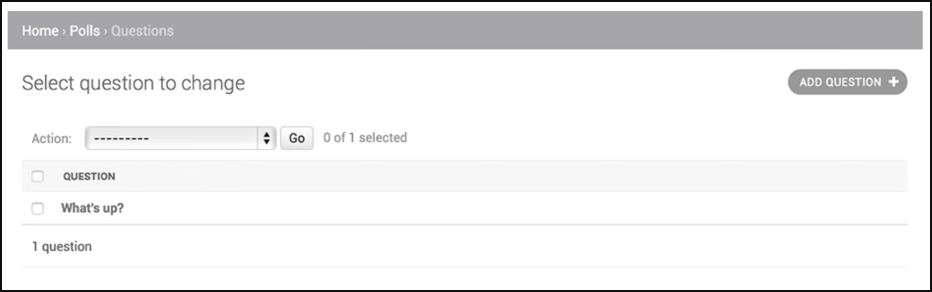 Home › Polls › Questions
Select question to change
ADD QUESTION +
Action: --------- Go 0 of 1 selected
QUESTION
What's up?
1 question